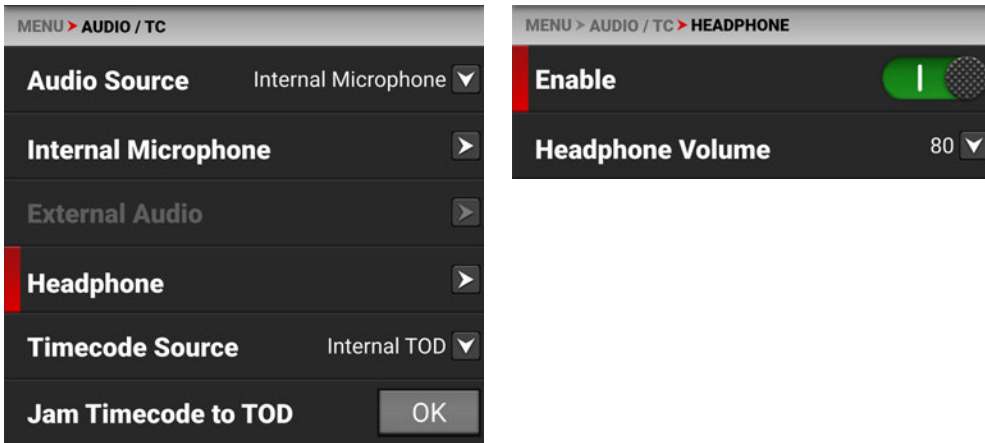 MENU > AUDIO / TC
Audio Source Internal Microphone
Internal Microphone
External Audio
Headphone
Timecode Source Internal TOD
Jam Timecode to TOD OK
MENU > AUDIO / TC > HEADPHONE
Enable
Headphone Volume 80